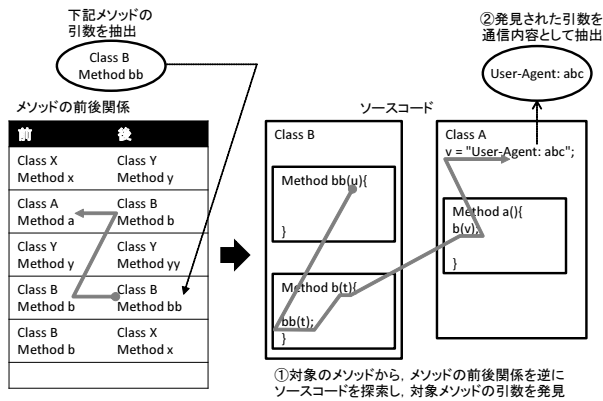 下記メソッドの
引数を抽出
Class B
Method bb
②発見された引数を
通信内容として抽出
User-Agent: abc
メソッドの前後関係
前 後
Class X Class Y
Method x Method y
Class A Class B
Method a Method b
Class Y Class Y
Method y Method yy
Class B Class B
Method b Method bb
Class B Class X
Method b Method x
ソースコード
Class B
Method bb(u){
}
Method b(t){
bb(t);
}
Class A
v = "User-Agent: abc";
Method a(){
b(v);
}
①対象のメソッドから，メソッドの前後関係を逆に
ソースコードを探索し，対象メソッドの引数を発見